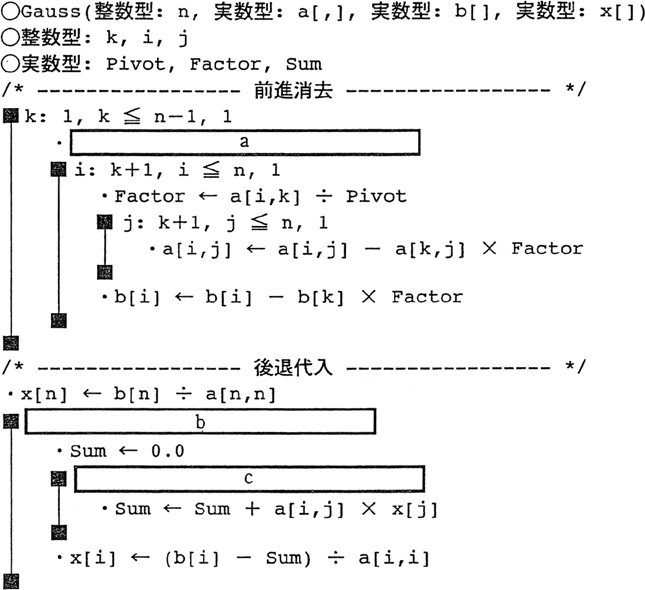 ○Gauss(整数型: n, 実数型: a[,], 実数型: b[], 実数型: x[])
○整数型: k, i, j
○実数型: Pivot, Factor, Sum
/* ----------------- 前進消去 ----------------- */
■k: 1, k ≦ n−1, 1
・ a
■ i: k+1, i ≦ n, 1
・Factor ← a[i,k] ÷ Pivot
■ j: k+1, j ≦ n, 1
・a[i,j] ← a[i,j] − a[k,j] × Factor
・b[i] ← b[i] − b[k] × Factor
/* ----------------- 後退代入 ----------------- */
・x[n] ← b[n] ÷ a[n,n]
■ b
・Sum ← 0.0
■ c
・Sum ← Sum + a[i,j] × x[j]
・x[i] ← (b[i] − Sum) ÷ a[i,i]